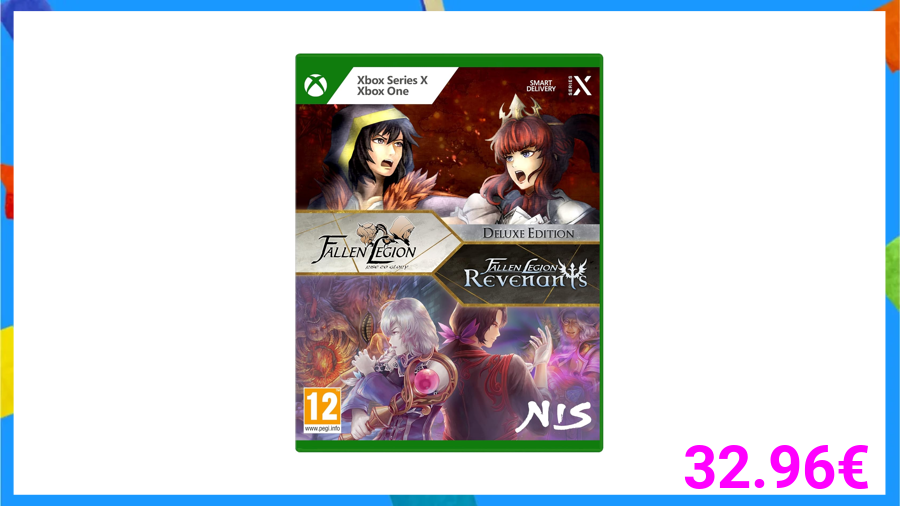 Xbox Series X
Xbox One
SMART
DELIVERY
SERIES X
FALLEN LEGION
RISE TO GLORY
DELUXE EDITION
FALLEN LEGION
REVENANTS
12
www.pegi.info
NIS
32.96€